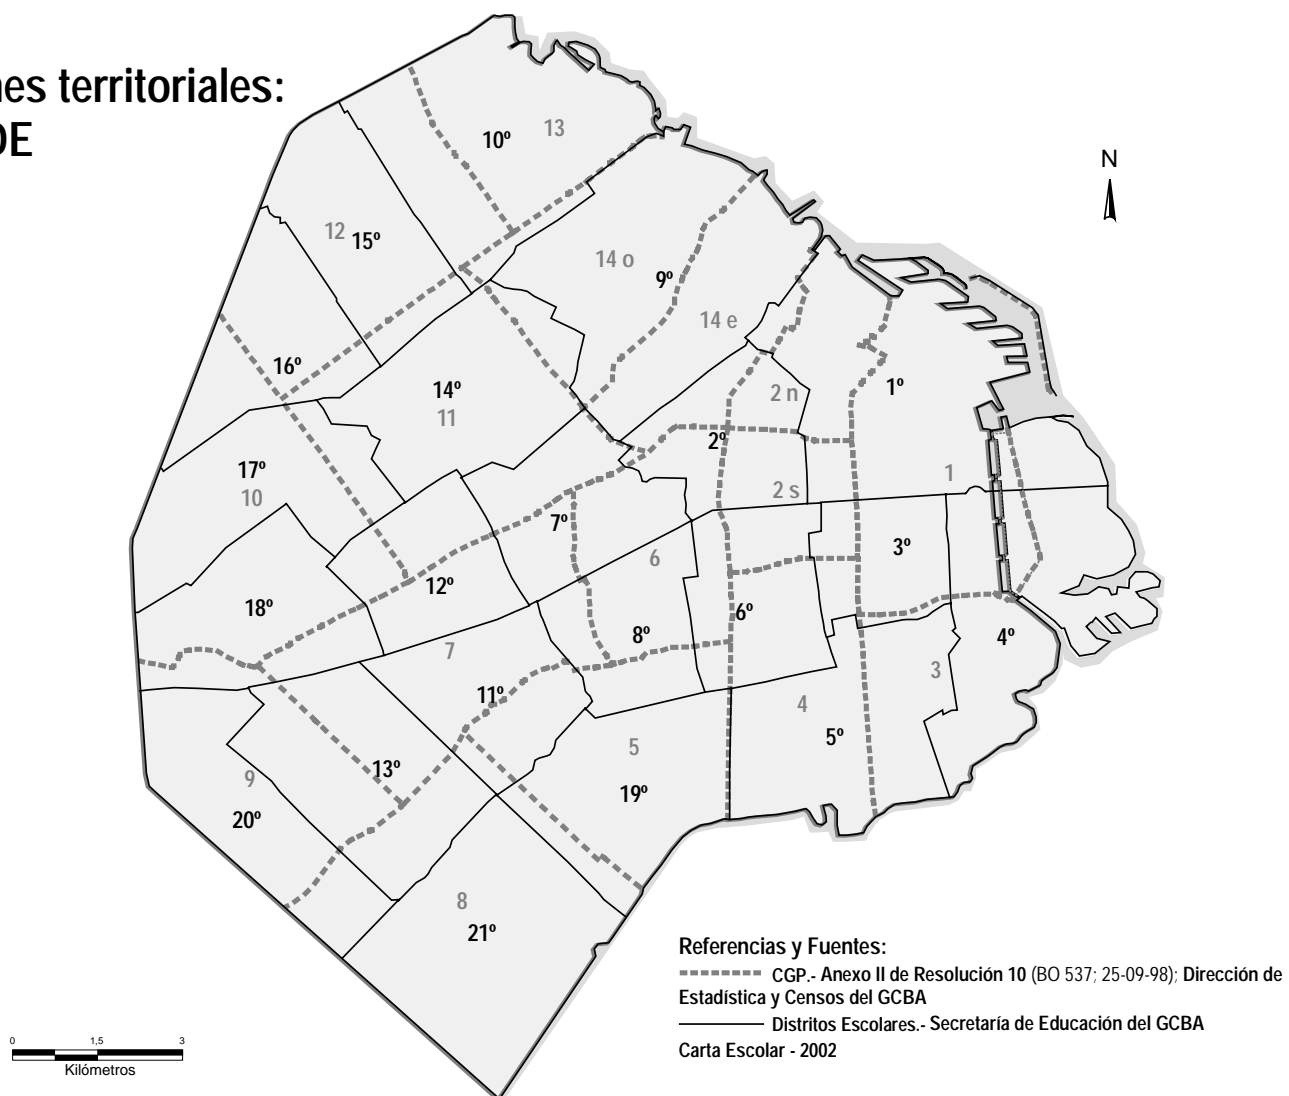 nes territoriales:
DE
N
10º 13
12 15º
14 o 9º
14 e
16º
14º
11
1º
2 n
2º
17º
10
1
2 s
7º
3º
6
12º
18º
6º
8º
4º
7
3
11º
4
5
5º
13º
9
19º
20º
8
21º
Referencias y Fuentes:
CGP.- Anexo II de Resolución 10 (BO 537; 25-09-98); Dirección de
Estadística y Censos del GCBA
Distritos Escolares.- Secretaría de Educación del GCBA
Carta Escolar - 2002
0 1,5 3
Kilómetros